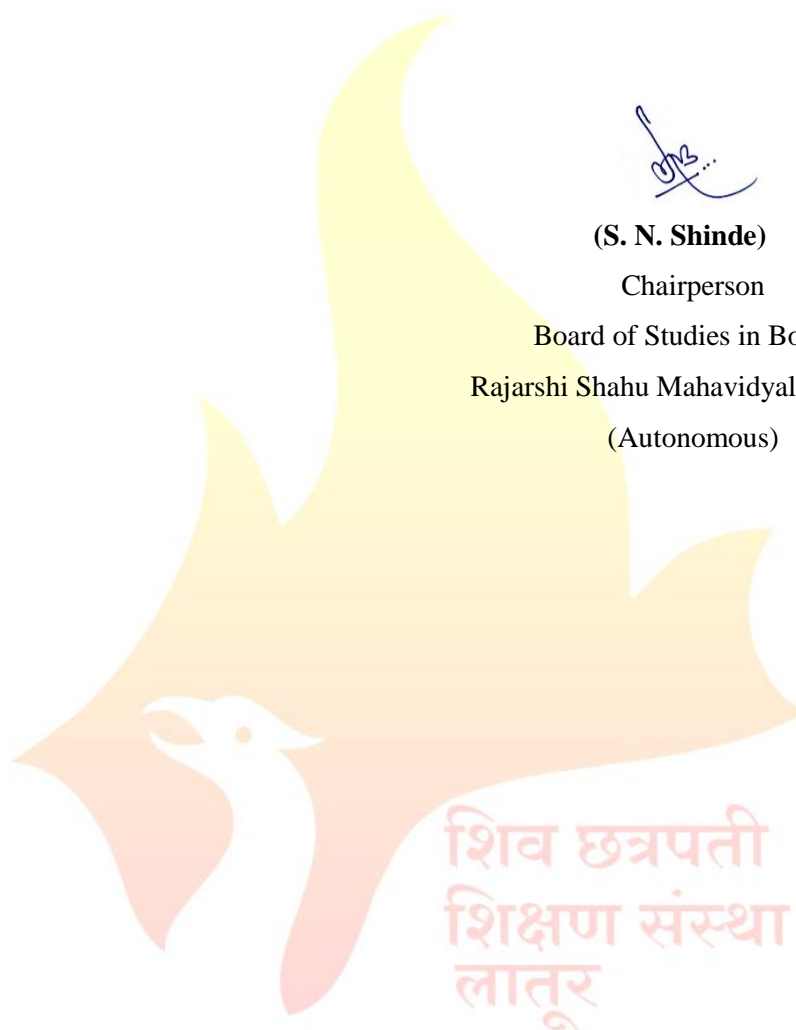 (S. N. Shinde)
Chairperson
Board of Studies in Bo
Rajarshi Shahu Mahavidyal
(Autonomous)
शिव छत्रपती
शिक्षण संस्था
लातूर